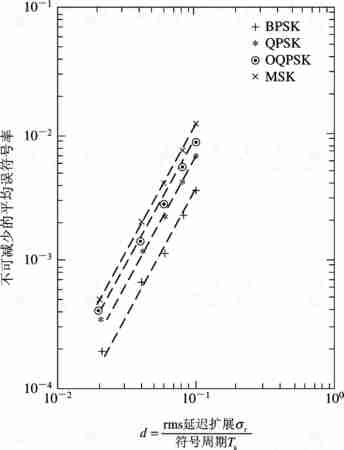 10⁻¹
+ BPSK
* QPSK
⊙ OQPSK
× MSK
10⁻²
不可减少的平均误符号率
10⁻³
10⁻⁴
10⁻² 10⁻¹ 10⁰
d = rms延迟扩展στ / 符号周期Ts